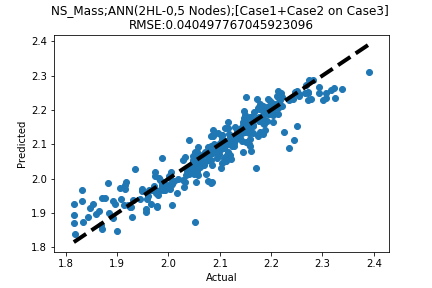 NS_Mass;ANN(2HL-0,5 Nodes);[Case1+Case2 on Case3]
RMSE:0.040497767045923096
2.4
2.3
2.2
2.1
2.0
1.9
1.8
Predicted
1.8 1.9 2.0 2.1 2.2 2.3 2.4
Actual